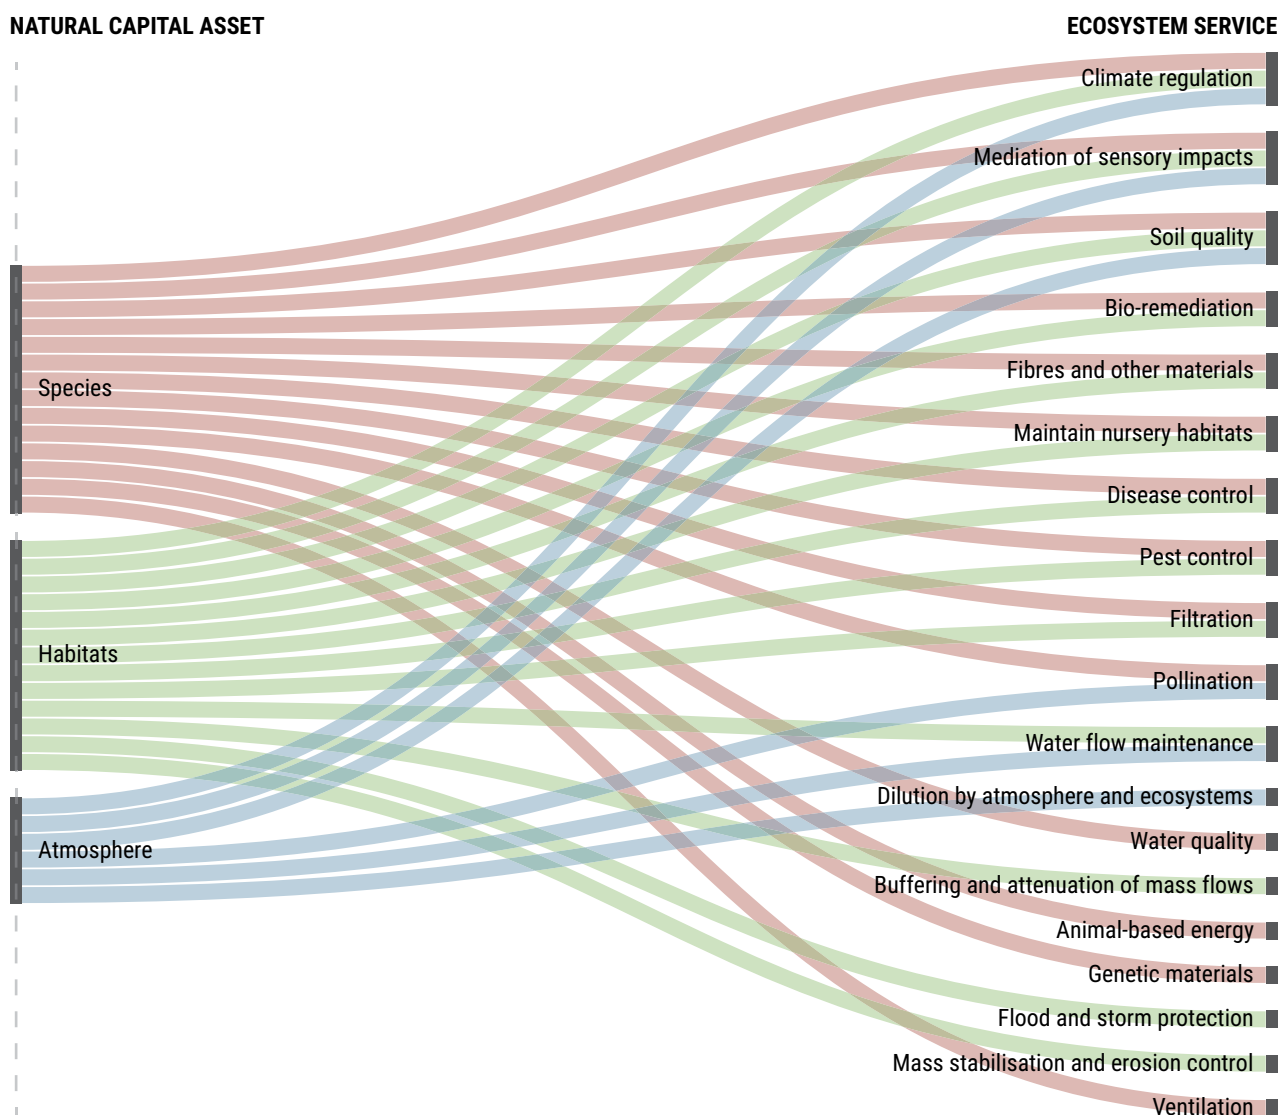 NATURAL CAPITAL ASSET
ECOSYSTEM SERVICE
Climate regulation
Mediation of sensory impacts
Soil quality
Bio-remediation
Fibres and other materials
Species
Maintain nursery habitats
Disease control
Pest control
Filtration
Habitats
Pollination
Water flow maintenance
Dilution by atmosphere and ecosystems
Water quality
Atmosphere
Buffering and attenuation of mass flows
Animal-based energy
Genetic materials
Flood and storm protection
Mass stabilisation and erosion control
Ventilation